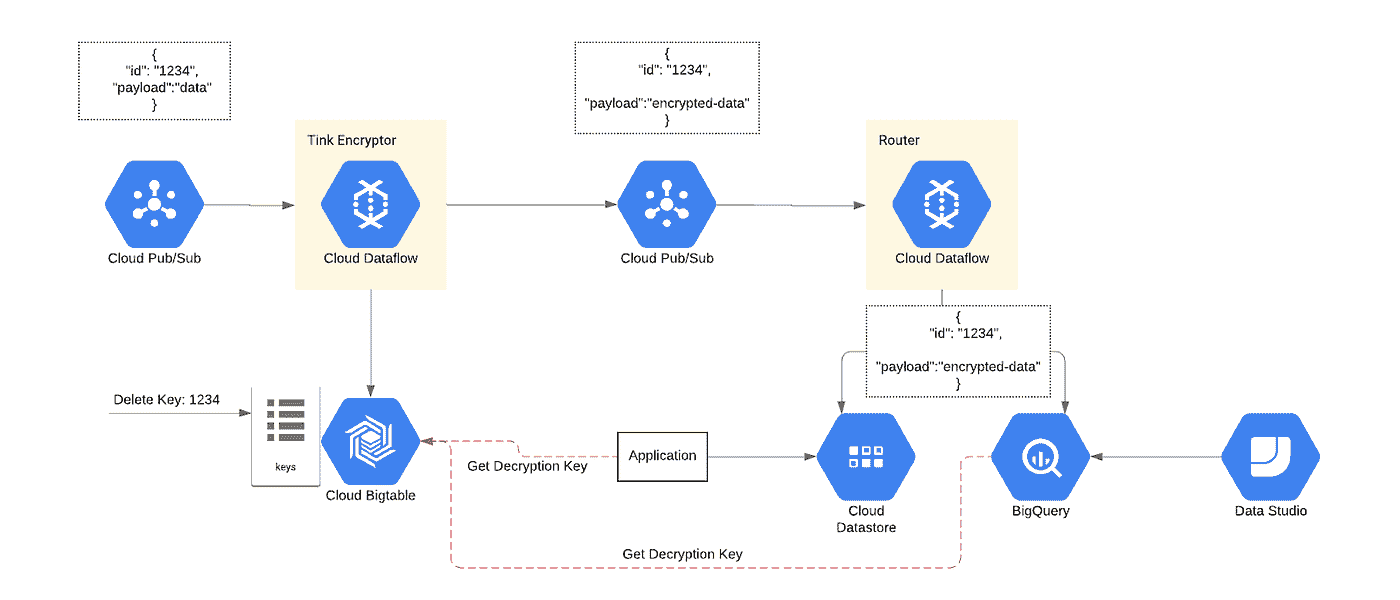 {
"id": "1234",
"payload":"data"
}
{
"id": "1234",
"payload":"encrypted-data"
}
Tink Encryptor
Router
Cloud Pub/Sub
Cloud Dataflow
Cloud Pub/Sub
Cloud Dataflow
{
"id": "1234",
"payload":"encrypted-data"
}
Delete Key: 1234
keys
Cloud Bigtable
Get Decryption Key
Application
Cloud
Datastore
BigQuery
Data Studio
Get Decryption Key